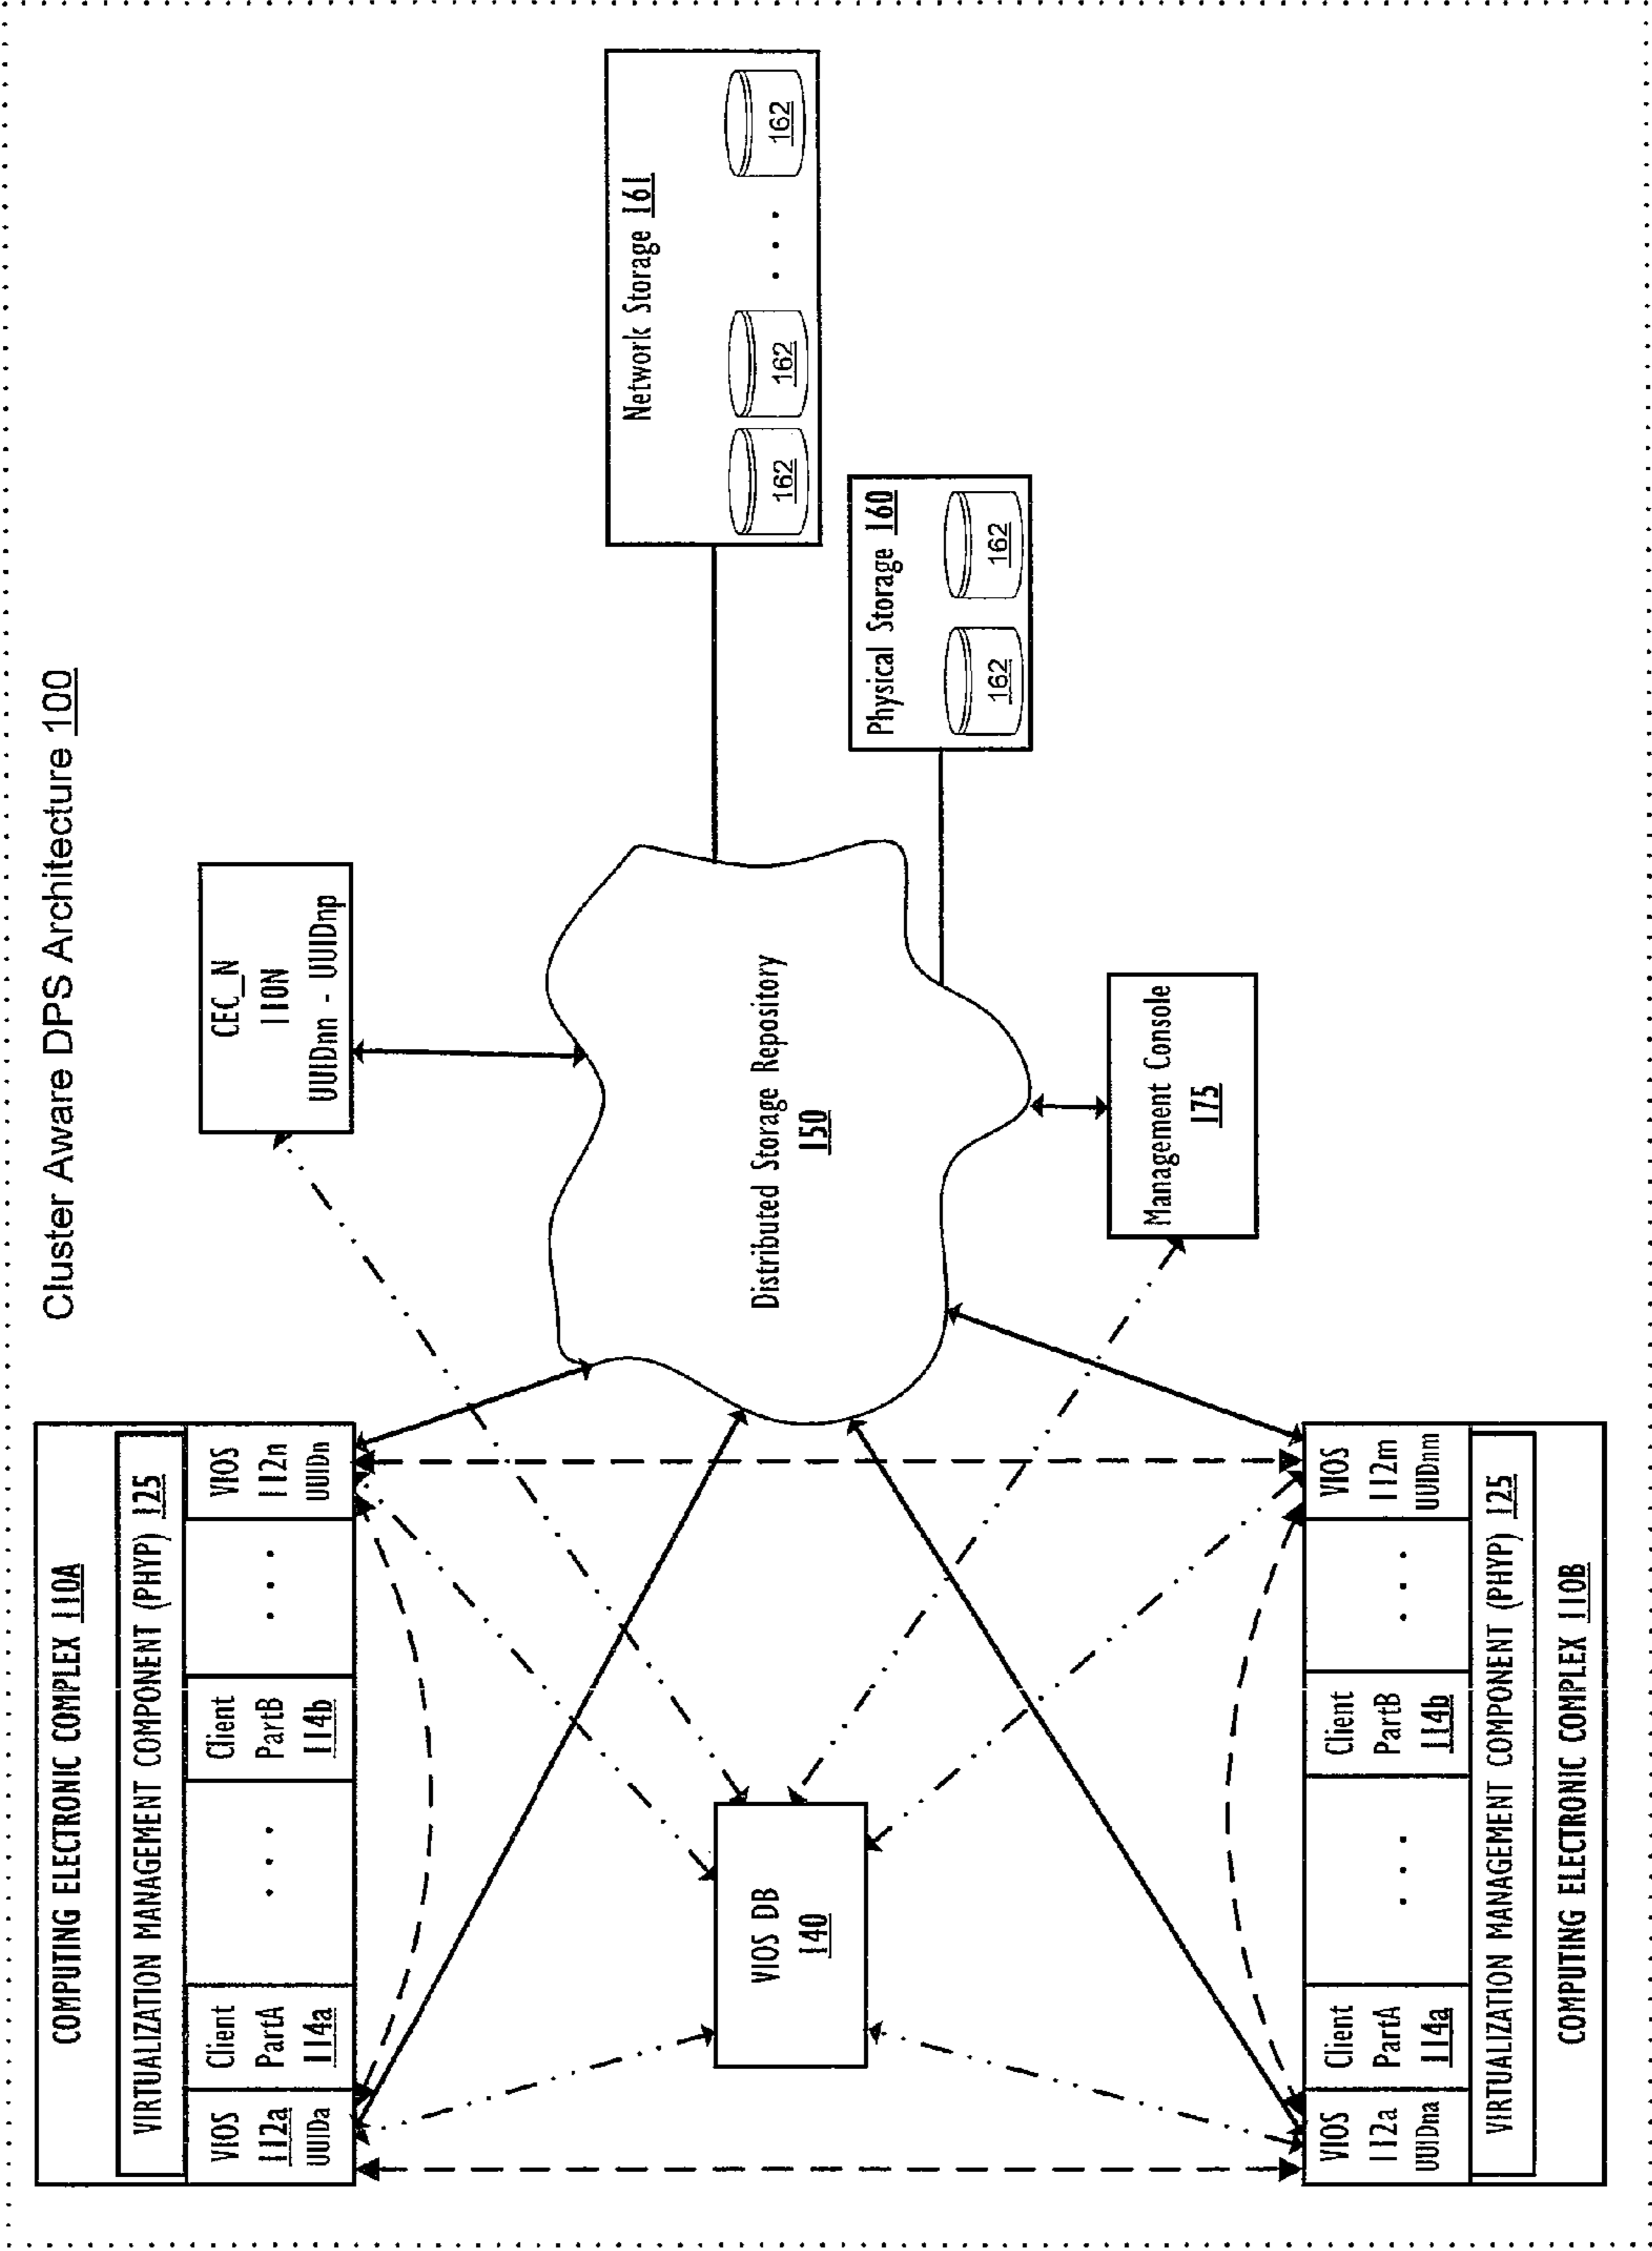 Cluster Aware DPS Architecture 100
COMPUTING ELECTRONIC COMPLEX 110A
VIRTUALIZATION MANAGEMENT COMPONENT (PHYP) 125
VIOS
112a
UUIDa
Client
PartA
114a
. . .
Client
PartB
114b
. . .
VIOS
112n
UUIDn
CEC_N
110N
UUIDnn - UUIDnp
Network Storage 161
162
162
. . .
162
VIOS DB
140
Distributed Storage Repository
150
Physical Storage 160
162
162
Management Console
175
VIOS
112a
UUIDna
Client
PartA
114a
. . .
Client
PartB
114b
. . .
VIOS
112m
UUIDnm
VIRTUALIZATION MANAGEMENT COMPONENT (PHYP) 125
COMPUTING ELECTRONIC COMPLEX 110B